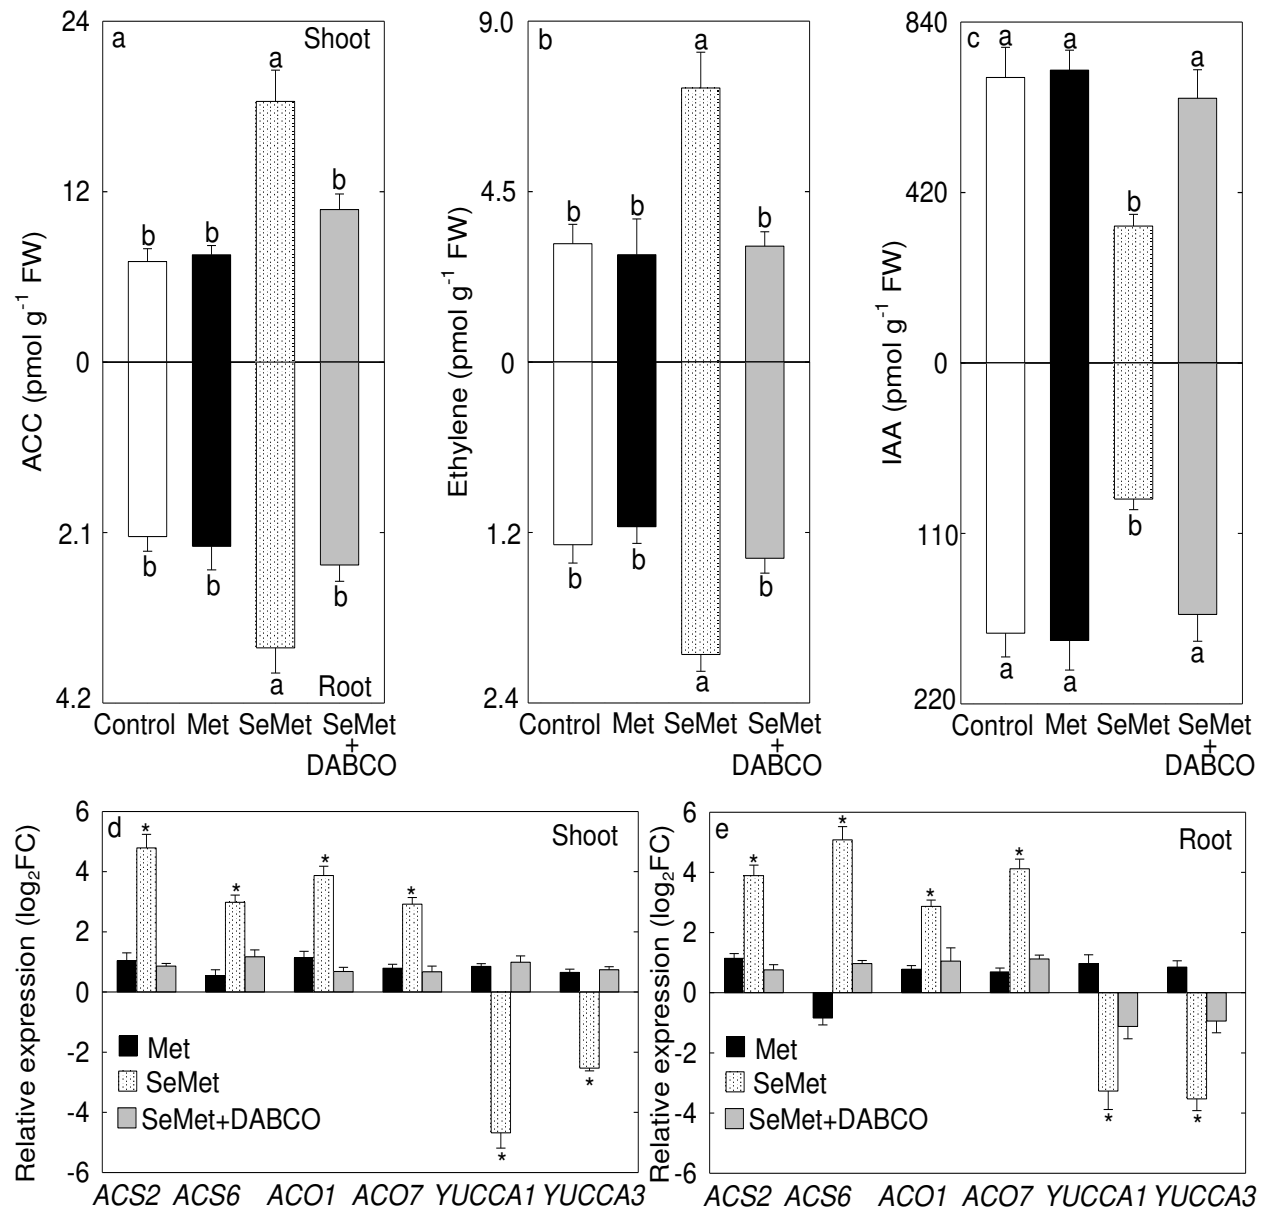 a
Shoot
24
12
0
2.1
4.2
ACC (pmol g⁻¹ FW)
b
b
a
b
b
b
a
b
Root
Control
Met
SeMet
SeMet
+
DABCO
b
9.0
4.5
0
1.2
2.4
Ethylene (pmol g⁻¹ FW)
b
b
a
b
b
b
a
b
Control
Met
SeMet
SeMet
+
DABCO
c
840
420
0
110
220
IAA (pmol g⁻¹ FW)
a
a
b
a
a
a
b
a
Control
Met
SeMet
SeMet
+
DABCO
d
Shoot
6
4
2
0
-2
-4
-6
Relative expression (log₂FC)
*
*
*
*
*
*
Met
SeMet
SeMet+DABCO
ACS2
ACS6
ACO1
ACO7
YUCCA1
YUCCA3
e
Root
6
4
2
0
-2
-4
-6
Relative expression (log₂FC)
*
*
*
*
*
*
Met
SeMet
SeMet+DABCO
ACS2
ACS6
ACO1
ACO7
YUCCA1
YUCCA3